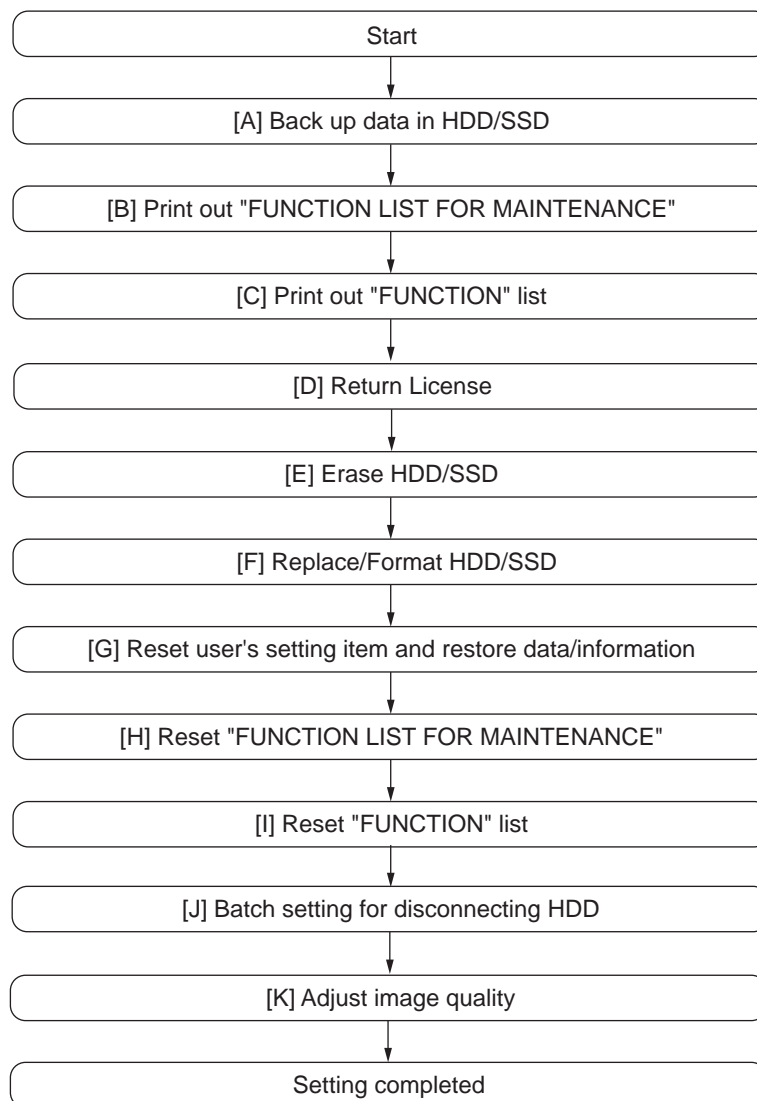 Start
[A] Back up data in HDD/SSD
[B] Print out "FUNCTION LIST FOR MAINTENANCE"
[C] Print out "FUNCTION" list
[D] Return License
[E] Erase HDD/SSD
[F] Replace/Format HDD/SSD
[G] Reset user's setting item and restore data/information
[H] Reset "FUNCTION LIST FOR MAINTENANCE"
[I] Reset "FUNCTION" list
[J] Batch setting for disconnecting HDD
[K] Adjust image quality
Setting completed